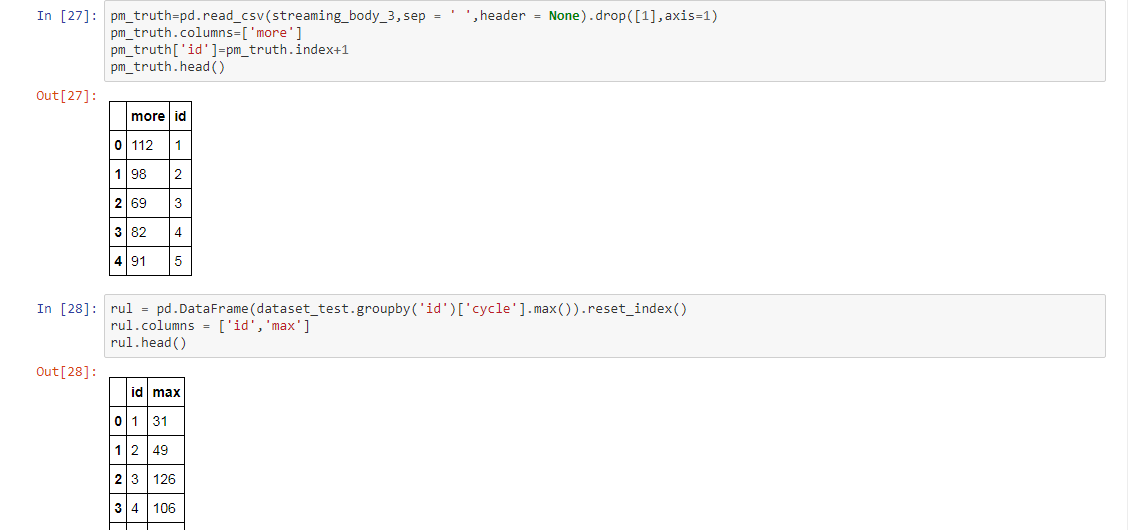 In [27]: pm_truth=pd.read_csv(streaming_body_3,sep = ' ',header = None).drop([1],axis=1)
pm_truth.columns=['more']
pm_truth['id']=pm_truth.index+1
pm_truth.head()
Out[27]:
more id
0 112 1
1 98 2
2 69 3
3 82 4
4 91 5
In [28]: rul = pd.DataFrame(dataset_test.groupby('id')['cycle'].max()).reset_index()
rul.columns = ['id','max']
rul.head()
Out[28]:
id max
0 1 31
1 2 49
2 3 126
3 4 106